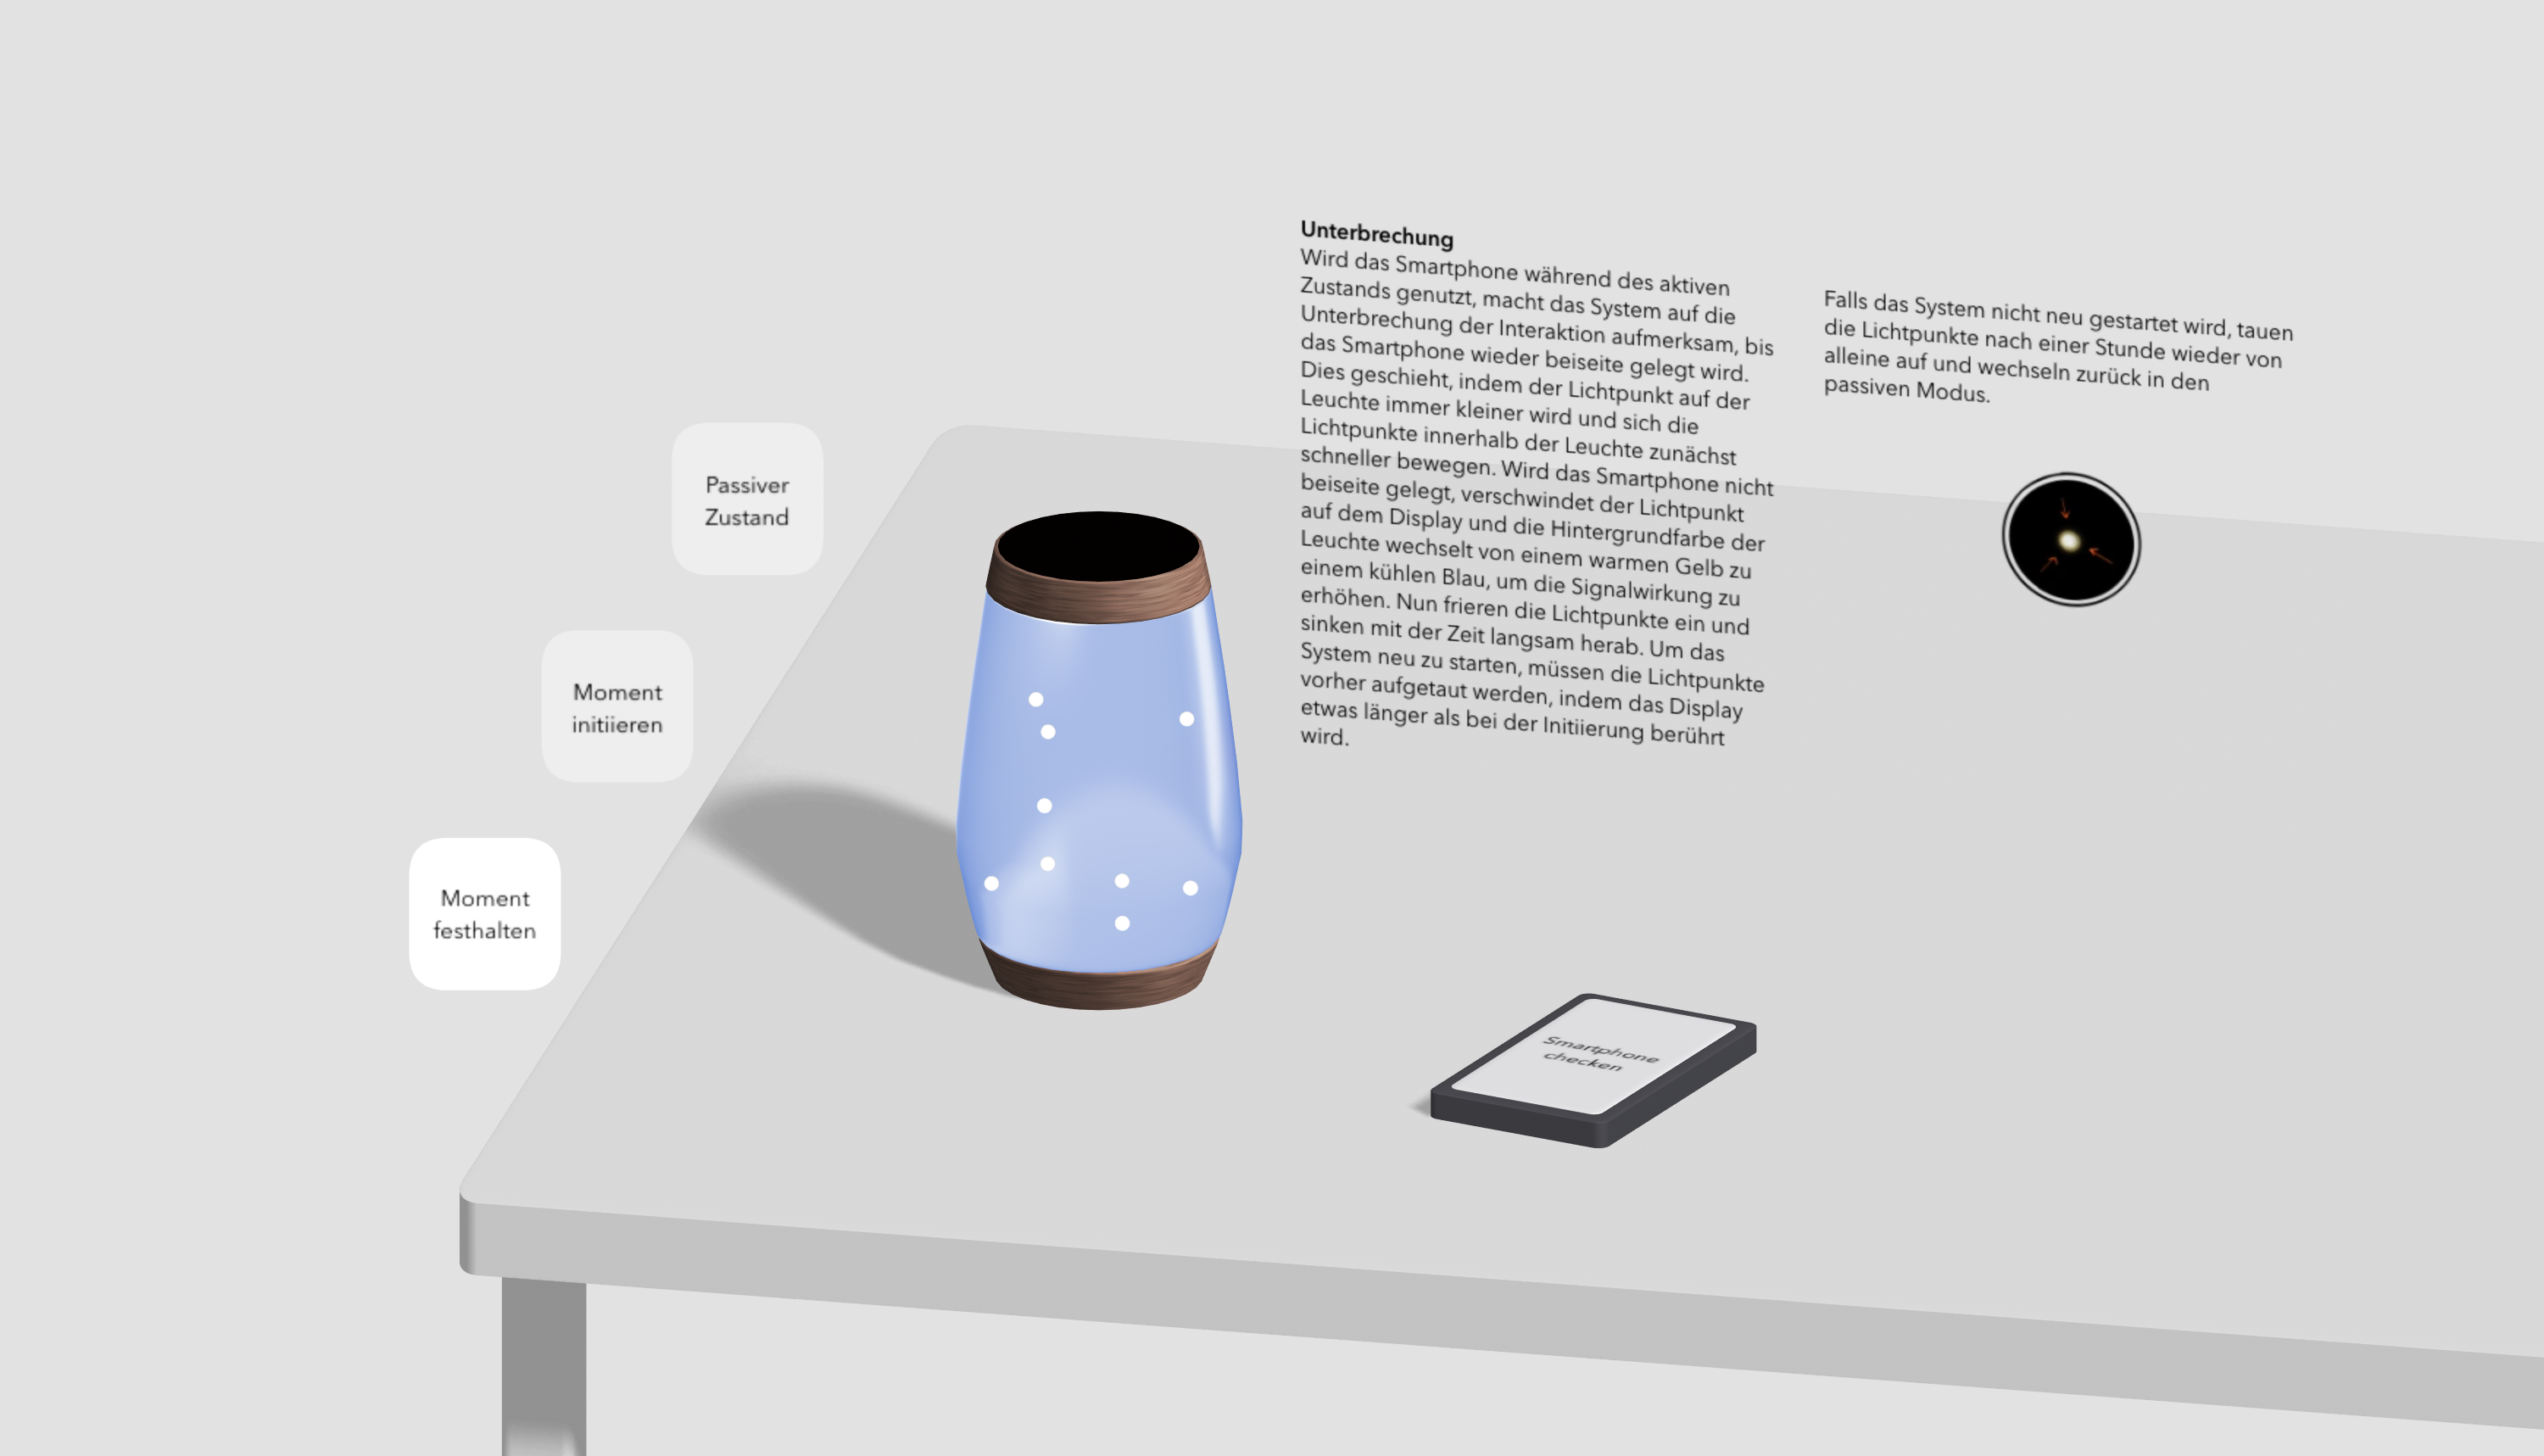 Unterbrechung
Wird das Smartphone während des aktiven
Zustands genutzt, macht das System auf die
Unterbrechung der Interaktion aufmerksam, bis
das Smartphone wieder beiseite gelegt wird.
Dies geschieht, indem der Lichtpunkt auf der
Leuchte immer kleiner wird und sich die
Lichtpunkte innerhalb der Leuchte zunächst
schneller bewegen. Wird das Smartphone nicht
beiseite gelegt, verschwindet der Lichtpunkt
auf dem Display und die Hintergrundfarbe der
Leuchte wechselt von einem warmen Gelb zu
einem kühlen Blau, um die Signalwirkung zu
erhöhen. Nun frieren die Lichtpunkte ein und
sinken mit der Zeit langsam herab. Um das
System neu zu starten, müssen die Lichtpunkte
vorher aufgetaut werden, indem das Display
etwas länger als bei der Initiierung berührt
wird.
Falls das System nicht neu gestartet wird, tauen
die Lichtpunkte nach einer Stunde wieder von
alleine auf und wechseln zurück in den
passiven Modus.
Passiver
Zustand
Moment
initiieren
Moment
festhalten
Smartphone
checken